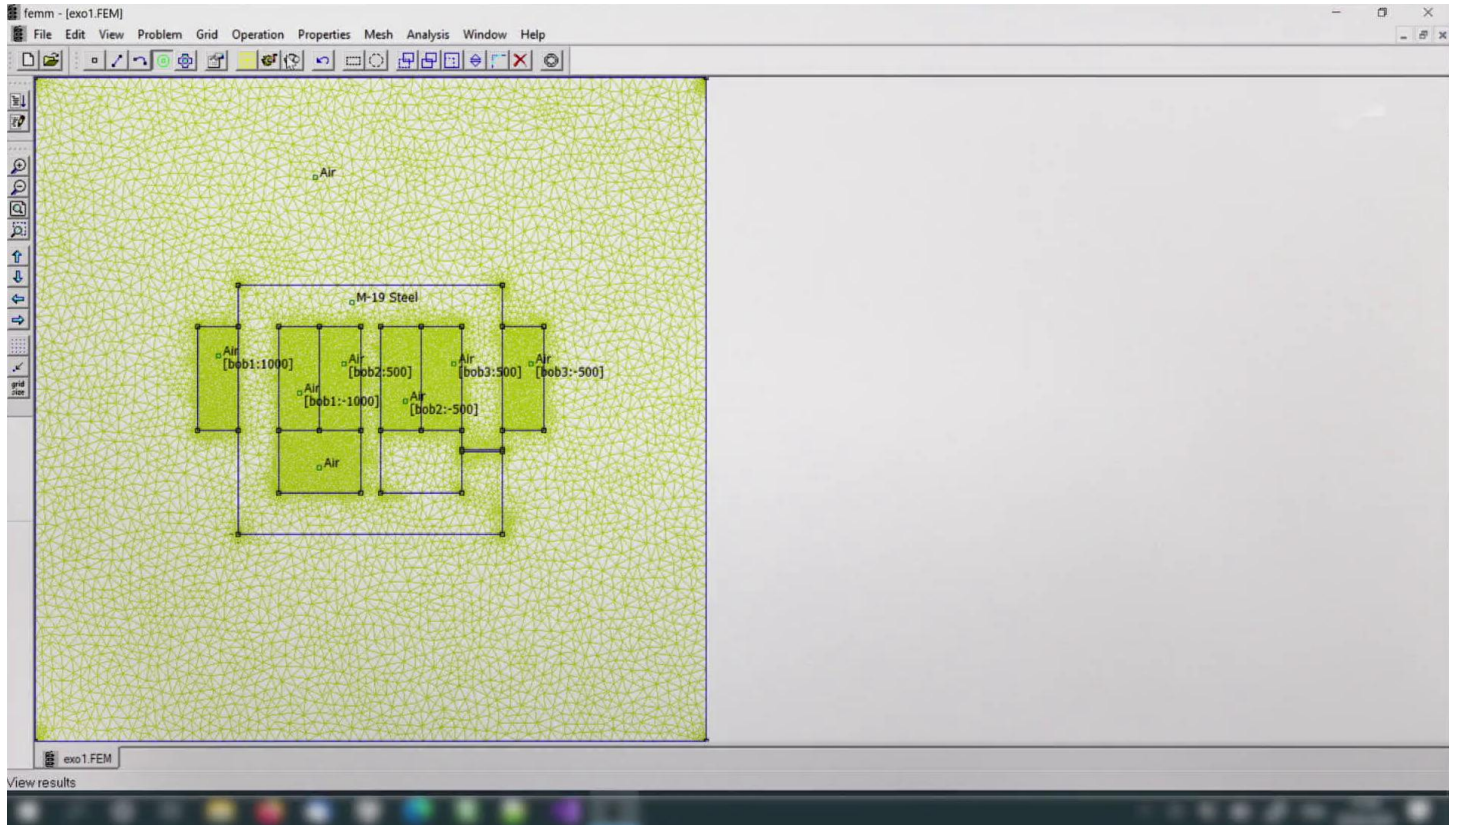 femm - [exo1.FEM]
File Edit View Problem Grid Operation Properties Mesh Analysis Window Help
grid
size
Air
M-19 Steel
Air
[bob1:1000]
Air
[bob2:500]
Air
[bob3:500]
Air
[bob3:-500]
Air
[bob1:-1000]
Air
[bob2:-500]
Air
exo1.FEM
View results